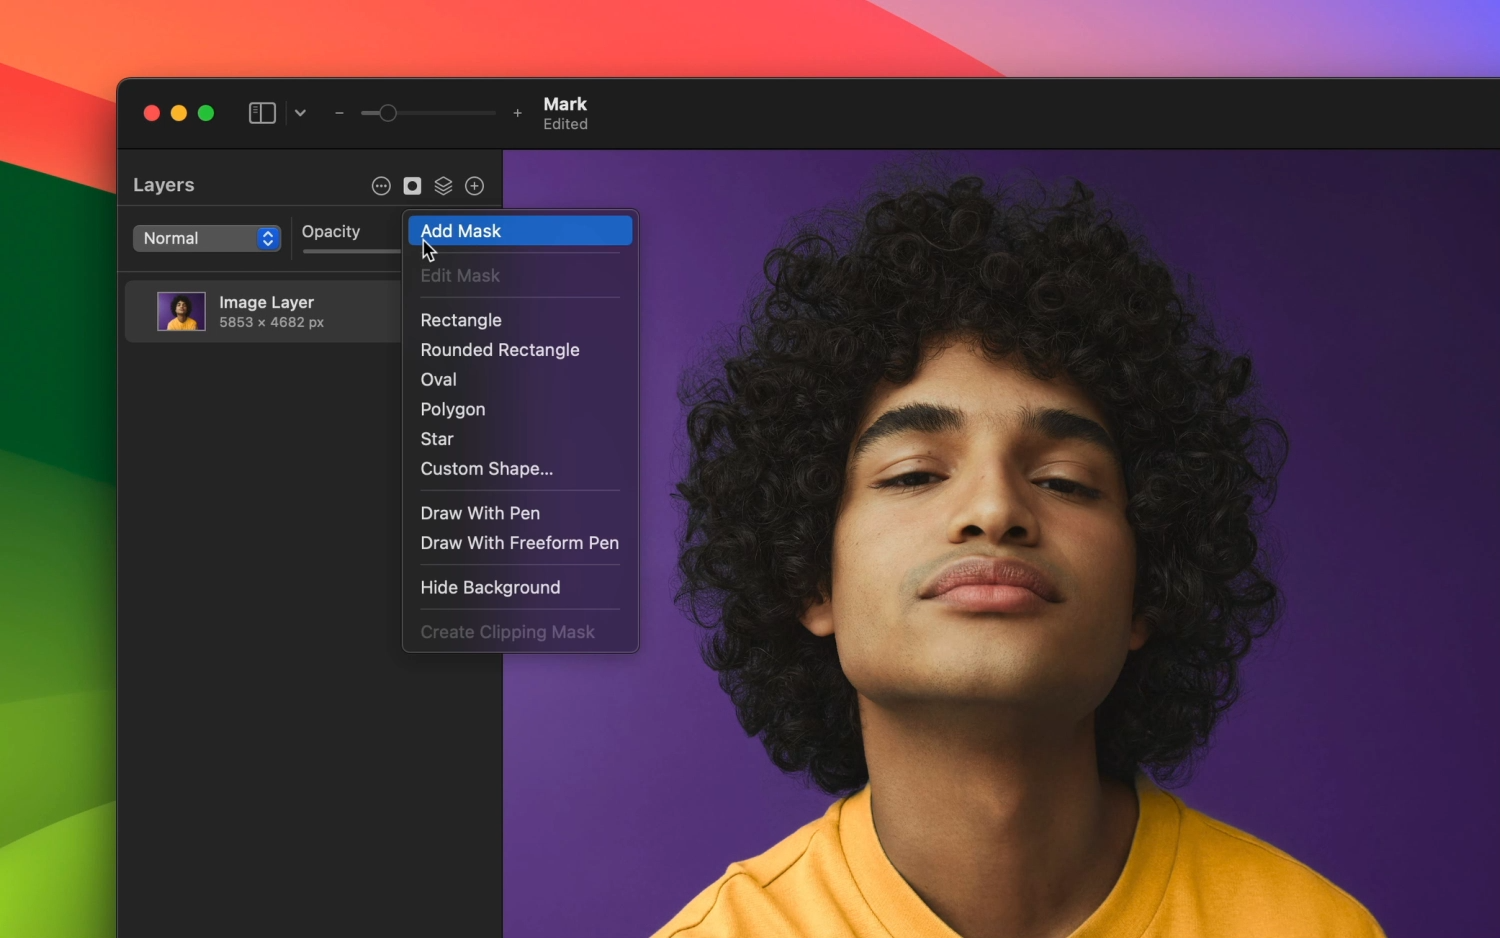 Mark
Edited
Layers
Normal
Opacity
Image Layer
5853 × 4682 px
Add Mask
Edit Mask
Rectangle
Rounded Rectangle
Oval
Polygon
Star
Custom Shape...
Draw With Pen
Draw With Freeform Pen
Hide Background
Create Clipping Mask